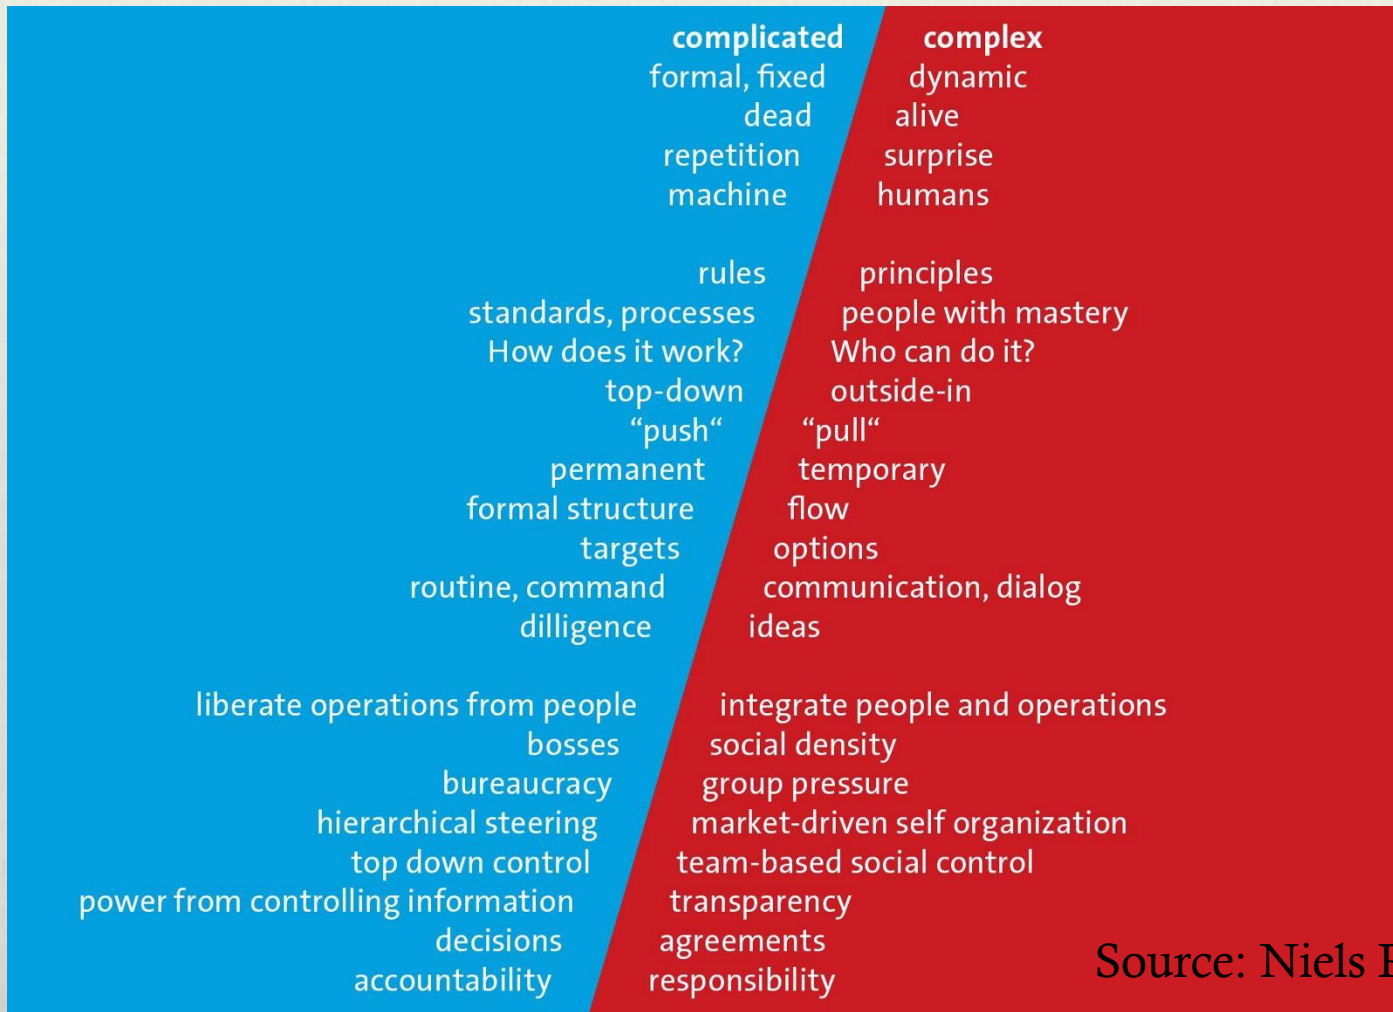 complicated complex
formal, fixed dynamic
dead alive
repetition surprise
machine humans
rules principles
standards, processes people with mastery
How does it work? Who can do it?
top-down outside-in
“push“ “pull“
permanent temporary
formal structure flow
targets options
routine, command communication, dialog
dilligence ideas
liberate operations from people integrate people and operations
bosses social density
bureaucracy group pressure
hierarchical steering market-driven self organization
top down control team-based social control
power from controlling information transparency
decisions agreements
accountability responsibility
Source: Niels